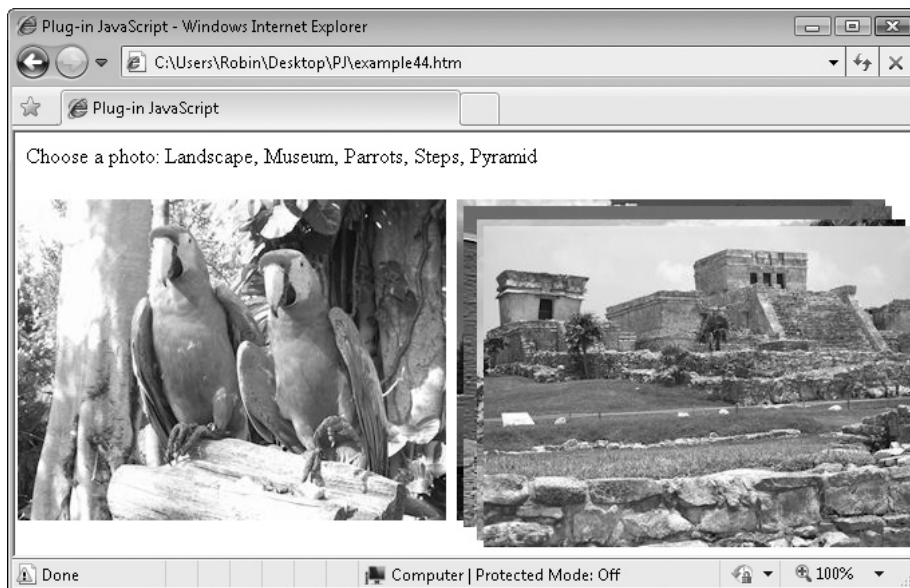 Plug-in JavaScript - Windows Internet Explorer
C:\Users\Robin\Desktop\PJ\example44.htm
Plug-in JavaScript
Choose a photo: Landscape, Museum, Parrots, Steps, Pyramid
Done
Computer | Protected Mode: Off
100%